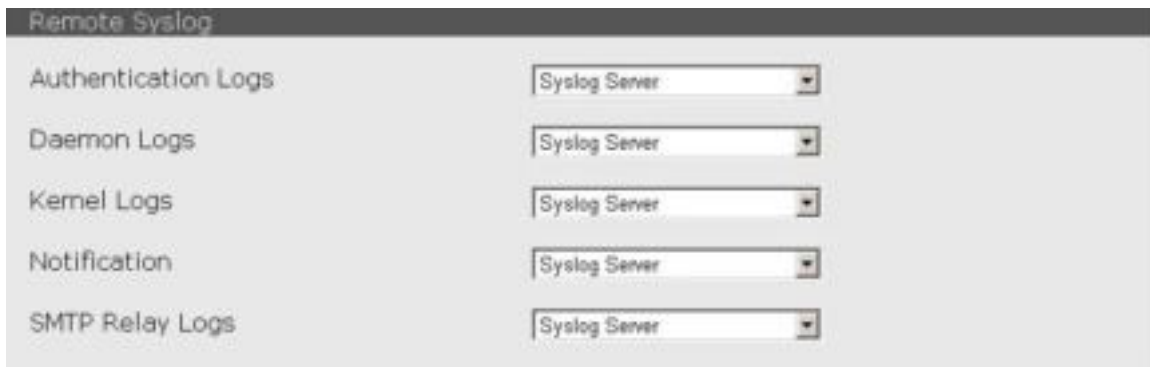 Remote Syslog
Authentication Logs Syslog Server
Daemon Logs Syslog Server
Kernel Logs Syslog Server
Notification Syslog Server
SMTP Relay Logs Syslog Server